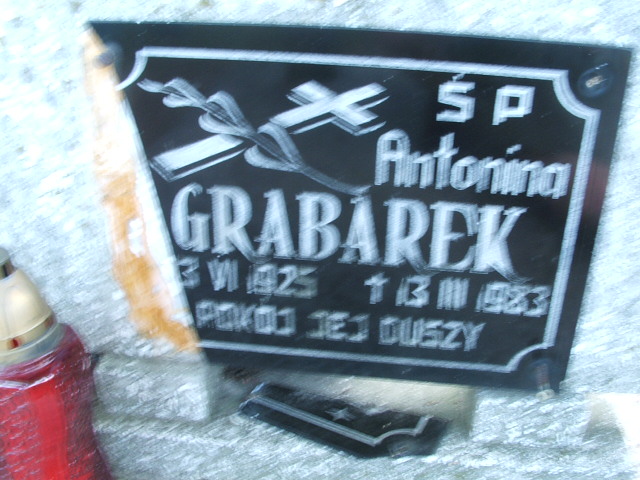 ŚP
Antonina
GRABAREK
3 VI 1925 † 13 III 1983
POKÓJ JEJ DUSZY